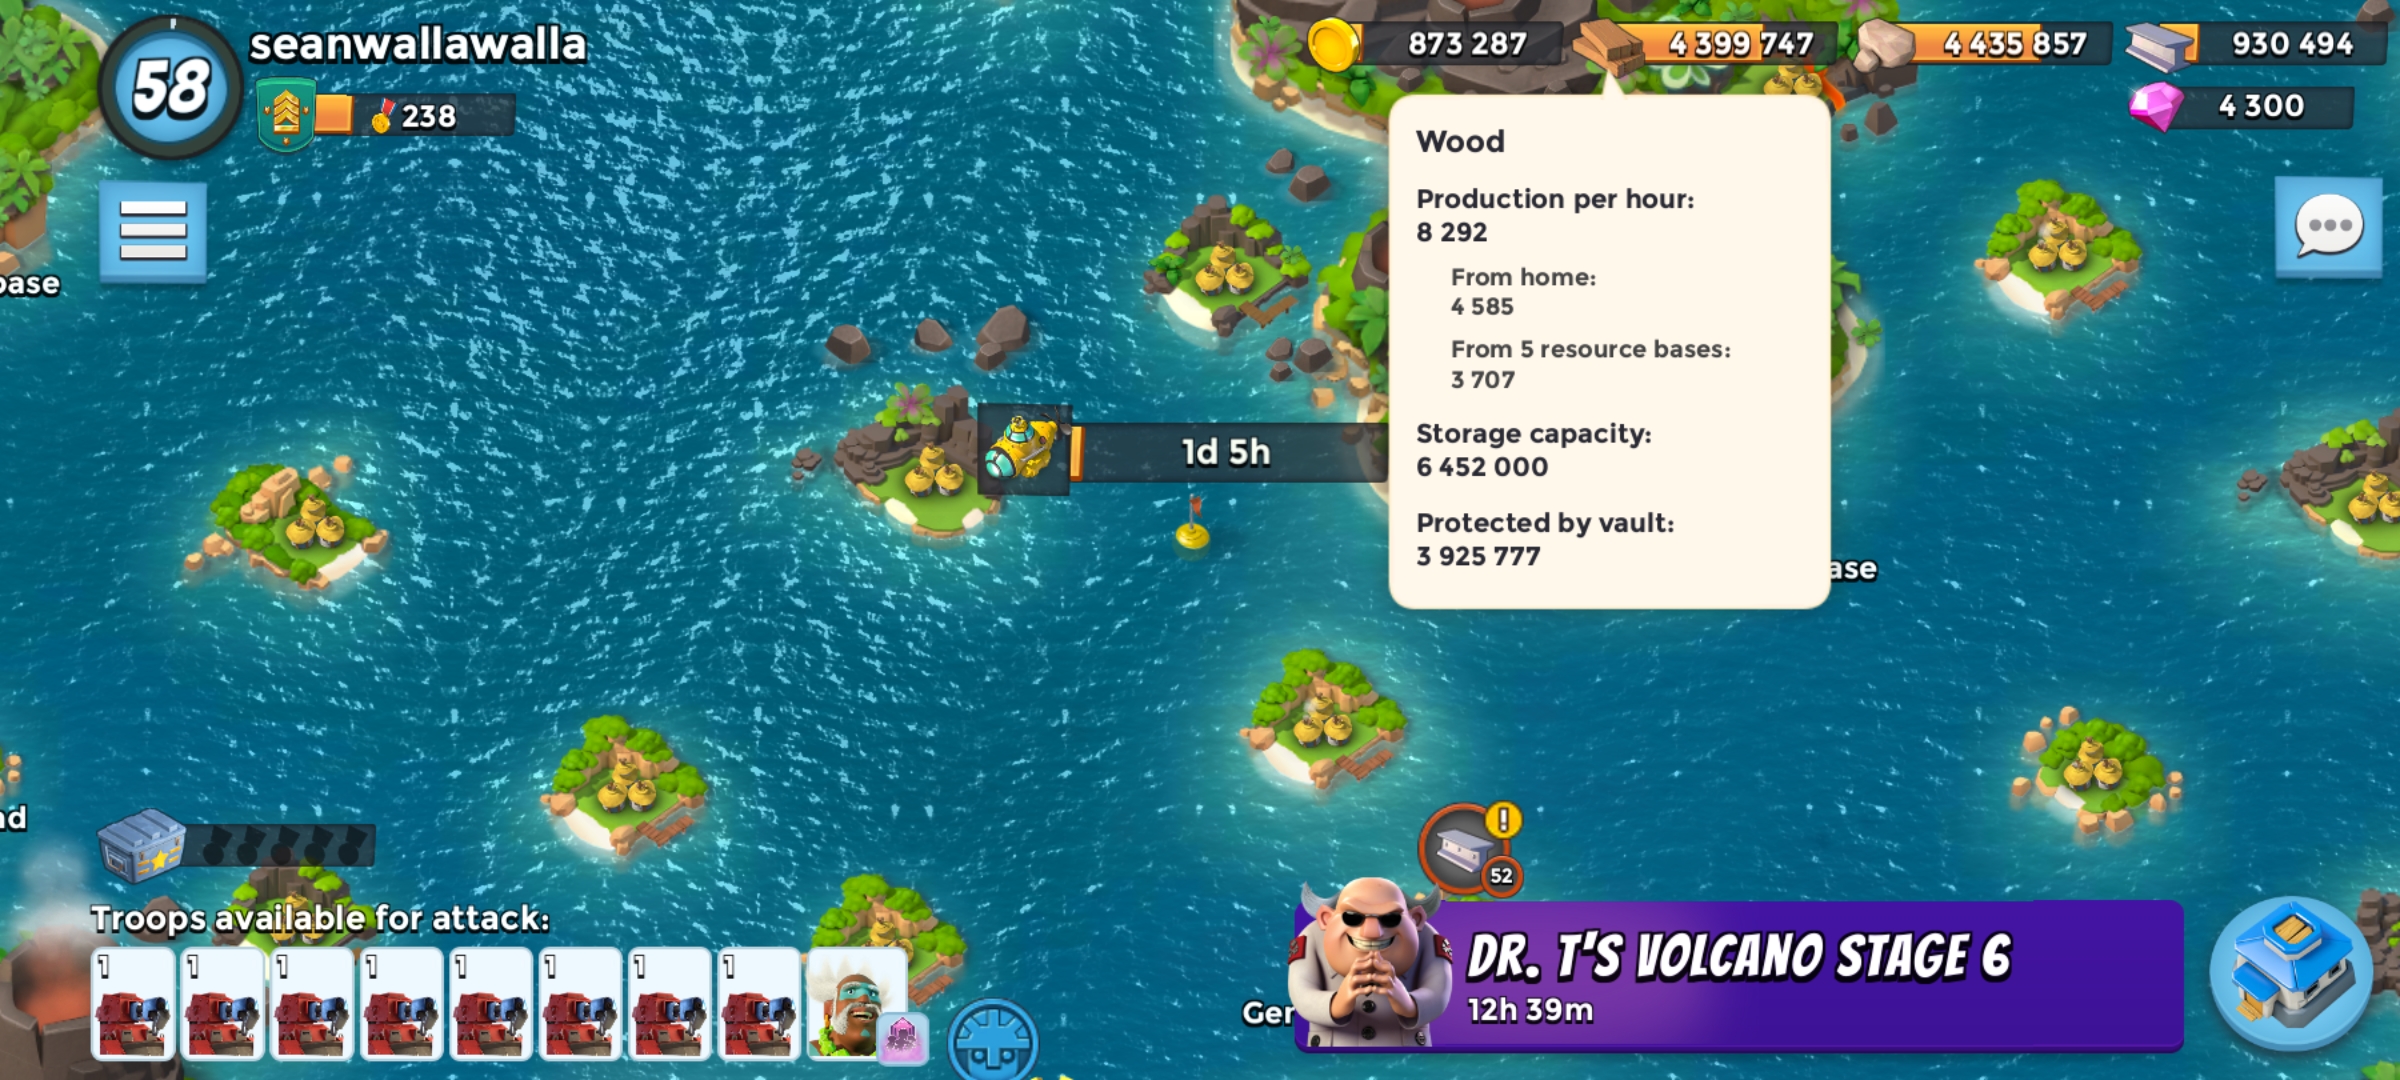 58
seanwallawalla
238
873 287
4 399 747
4 435 857
930 494
4 300
Wood
Production per hour:
8 292
From home:
4 585
From 5 resource bases:
3 707
Storage capacity:
6 452 000
Protected by vault:
3 925 777
base
1d 5h
ase
nd
52
!
Troops available for attack:
1 1 1 1 1 1 1 1
Ger
DR. T'S VOLCANO STAGE 6
12h 39m